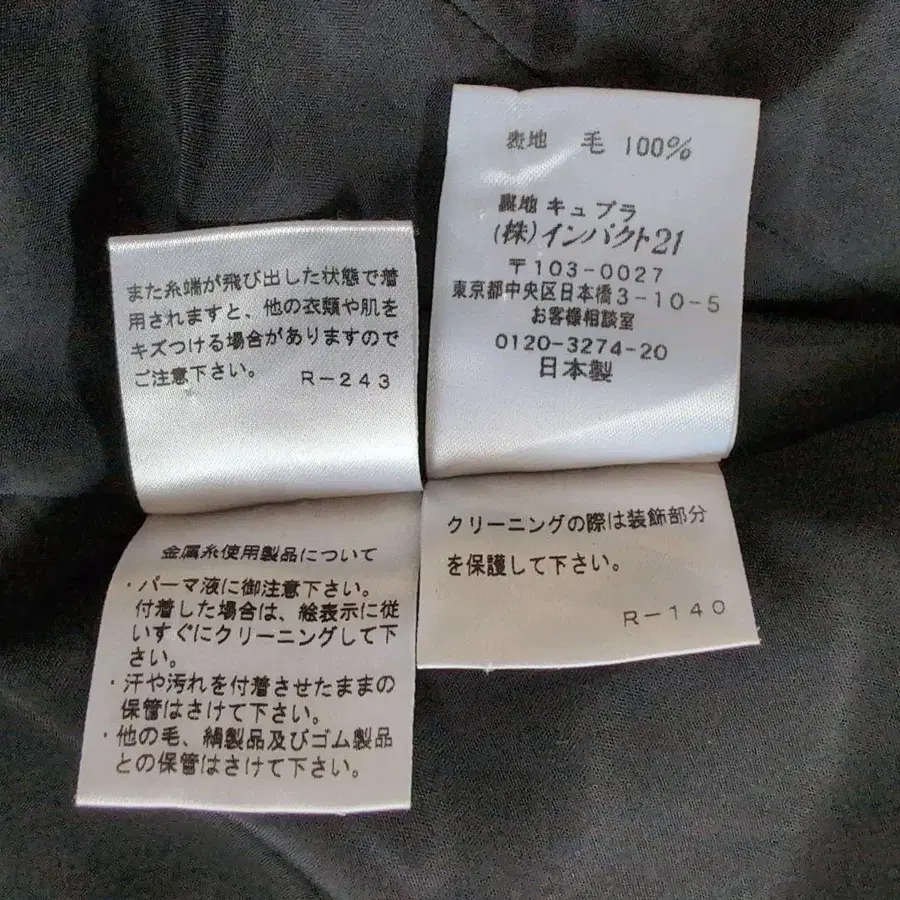 表地 毛 100%
裏地 キュプラ
(株)インパクト21
〒103-0027
東京都中央区日本橋3-10-5
お客様相談室
0120-3274-20
日本製
また糸端が飛び出した状態で着
用されますと、他の衣類や肌を
キズつける場合がありますので
ご注意下さい。 R-243
クリーニングの際は装飾部分
を保護して下さい。
R-140
金属糸使用製品について
・パーマ液に御注意下さい。
付着した場合は、絵表示に従
いすぐにクリーニングして下
さい。
・汗や汚れを付着させたままの
保管はさけて下さい。
・他の毛、絹製品及びゴム製品
との保管はさけて下さい。